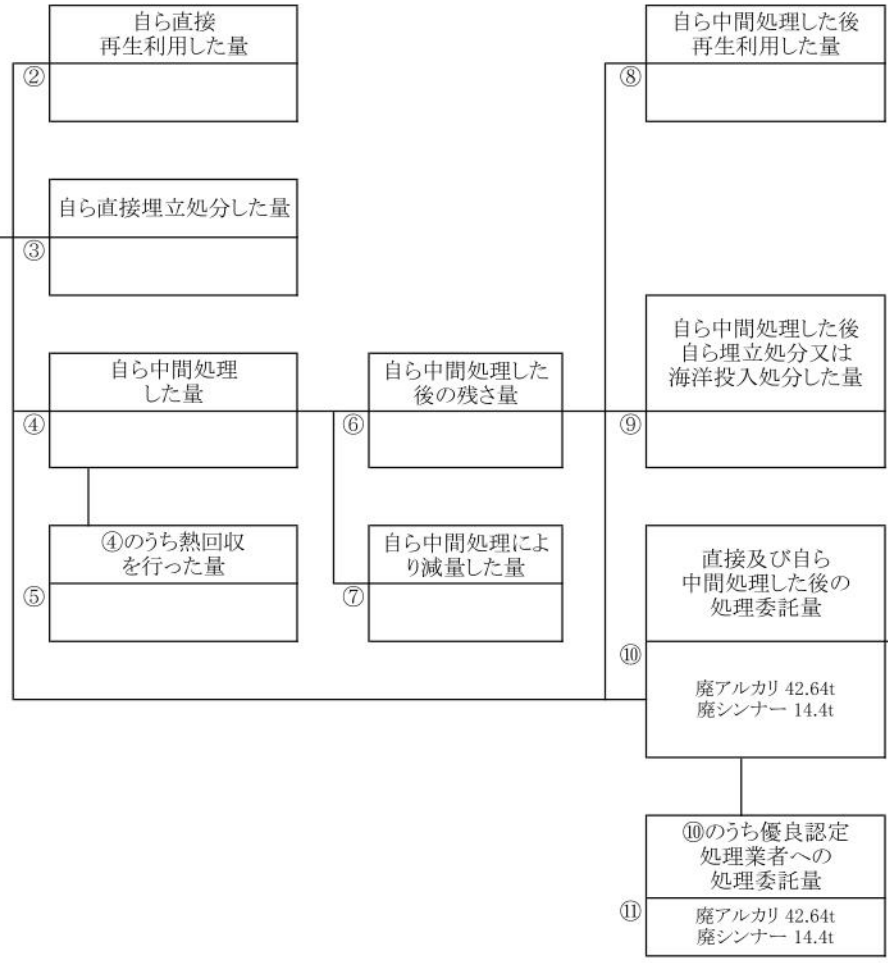 自ら直接
再生利用した量
②
自ら直接埋立処分した量
③
自ら中間処理
した量
④
④のうち熱回収
を行った量
⑤
自ら中間処理した
後の残さ量
⑥
自ら中間処理によ
り減量した量
⑦
自ら中間処理した後
再生利用した量
⑧
自ら中間処理した後
自ら埋立処分又は
海洋投入処分した量
⑨
直接及び自ら
中間処理した後の
処理委託量
⑩
廃アルカリ 42.64t
廃シンナー 14.4t
⑩のうち優良認定
処理業者への
処理委託量
⑪
廃アルカリ 42.64t
廃シンナー 14.4t